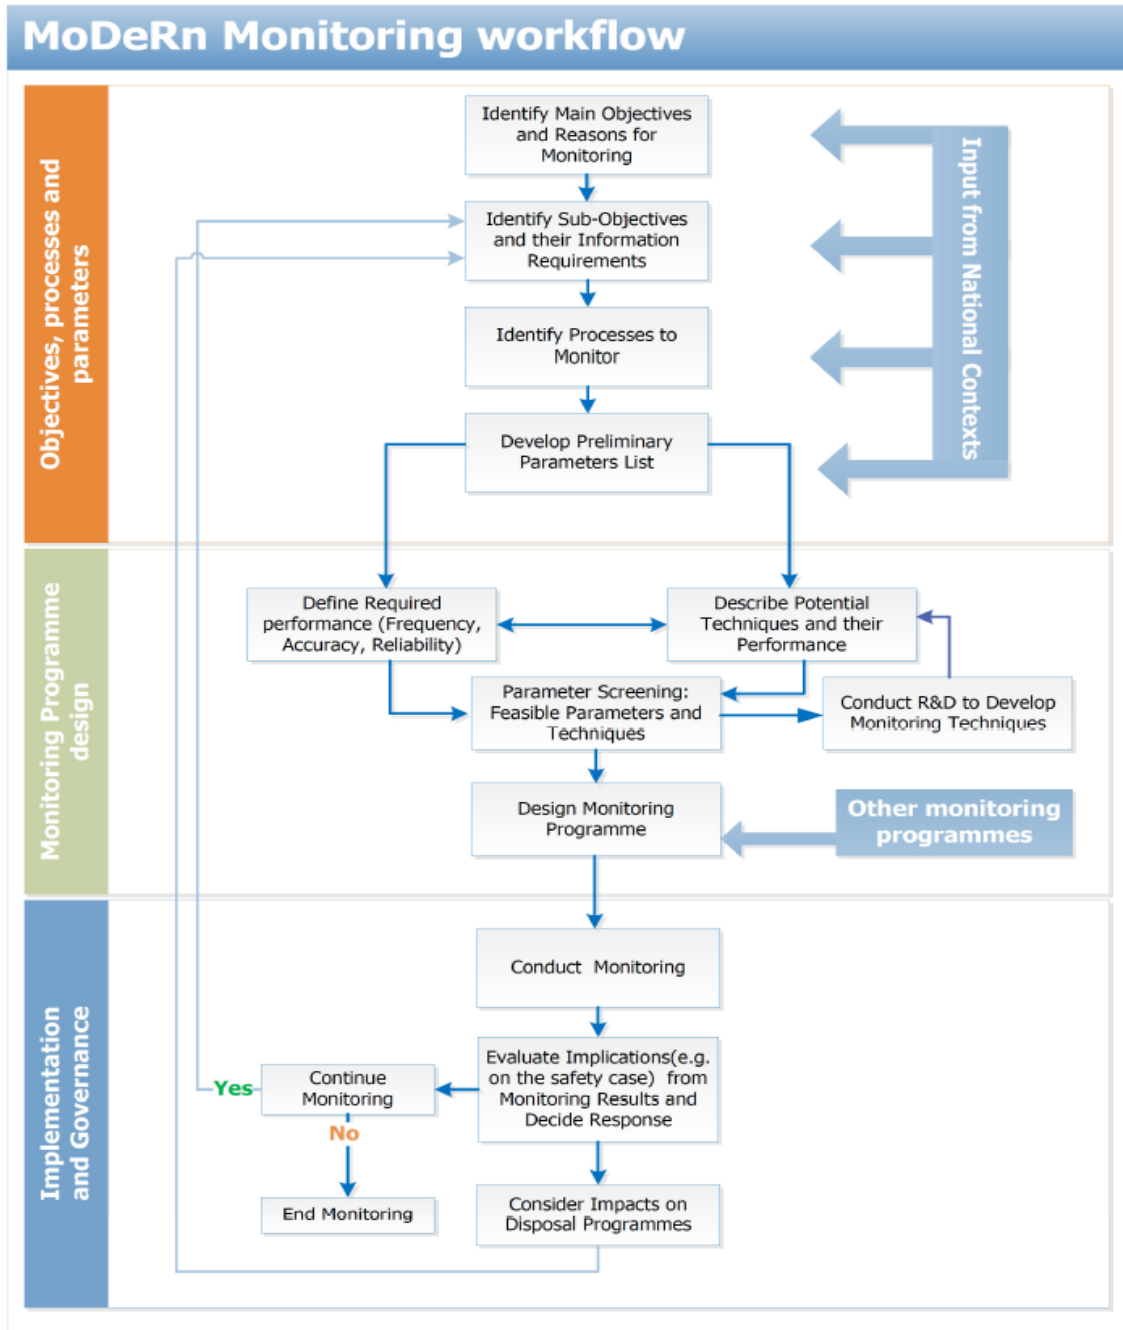 MoDeRn Monitoring workflow
Objectives, processes and
parameters
Identify Main Objectives
and Reasons for
Monitoring
Identify Sub-Objectives
and their Information
Requirements
Identify Processes to
Monitor
Develop Preliminary
Parameters List
Input from National Contexts
Monitoring Programme
design
Define Required
performance (Frequency,
Accuracy, Reliability)
Describe Potential
Techniques and their
Performance
Parameter Screening:
Feasible Parameters and
Techniques
Conduct R&D to Develop
Monitoring Techniques
Design Monitoring
Programme
Other monitoring
programmes
Implementation
and Governance
Conduct  Monitoring
Evaluate Implications(e.g.
on the safety case)  from
Monitoring Results and
Decide Response
Continue
Monitoring
Yes
No
End Monitoring
Consider Impacts on
Disposal Programmes